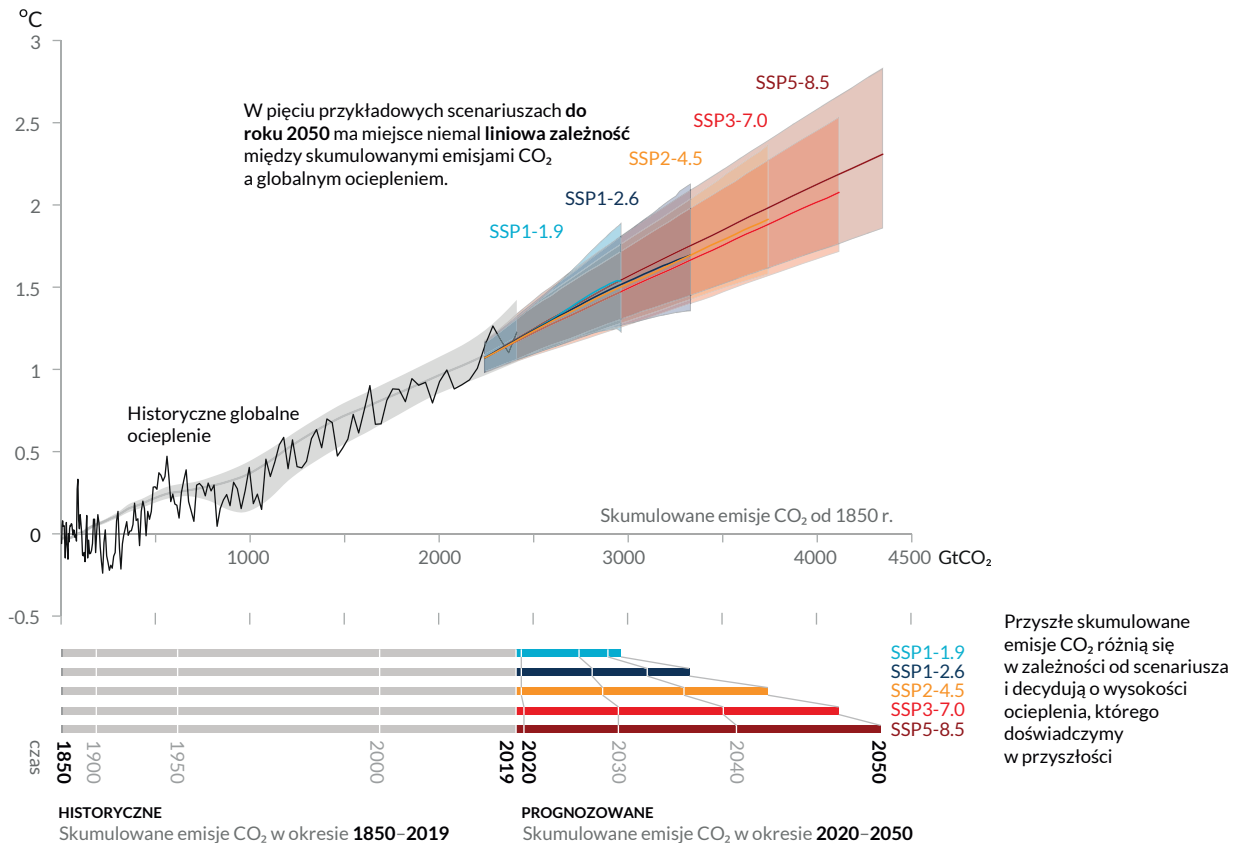 °C
3
2.5
2
1.5
1
0.5
0
-0.5
W pięciu przykładowych scenariuszach do
roku 2050 ma miejsce niemal liniowa zależność
między skumulowanymi emisjami CO₂
a globalnym ociepleniem.
SSP5-8.5
SSP3-7.0
SSP2-4.5
SSP1-2.6
SSP1-1.9
Historyczne globalne
ocieplenie
Skumulowane emisje CO₂ od 1850 r.
1000
2000
3000
4000
4500 GtCO₂
SSP1-1.9
SSP1-2.6
SSP2-4.5
SSP3-7.0
SSP5-8.5
Przyszłe skumulowane
emisje CO₂ różnią się
w zależności od scenariusza
i decydują o wysokości
ocieplenia, którego
doświadczymy
w przyszłości
czas
1850
1900
1950
2000
2019
2020
2030
2040
2050
HISTORYCZNE
Skumulowane emisje CO₂ w okresie 1850–2019
PROGNOZOWANE
Skumulowane emisje CO₂ w okresie 2020–2050